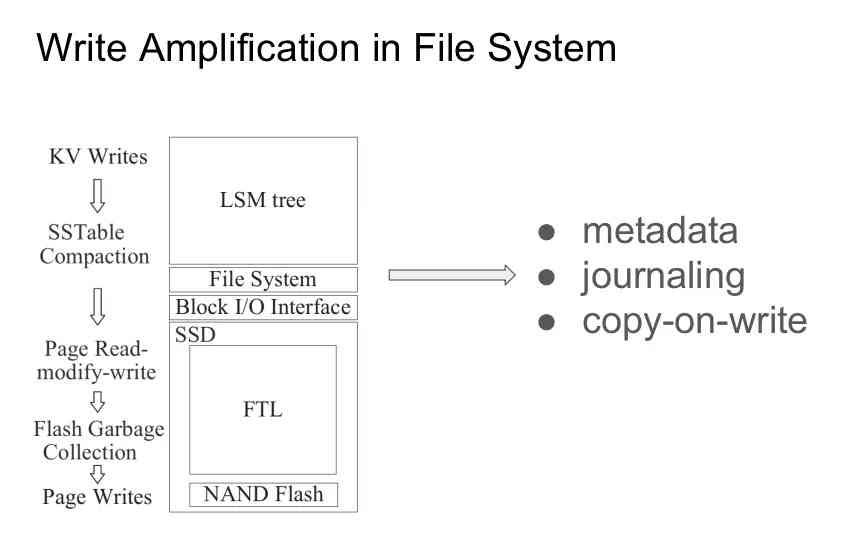 Write Amplification in File System
KV Writes
SSTable
Compaction
Page Read-
modify-write
Flash Garbage
Collection
Page Writes
LSM tree
File System
Block I/O Interface
SSD
FTL
NAND Flash
● metadata
● journaling
● copy-on-write